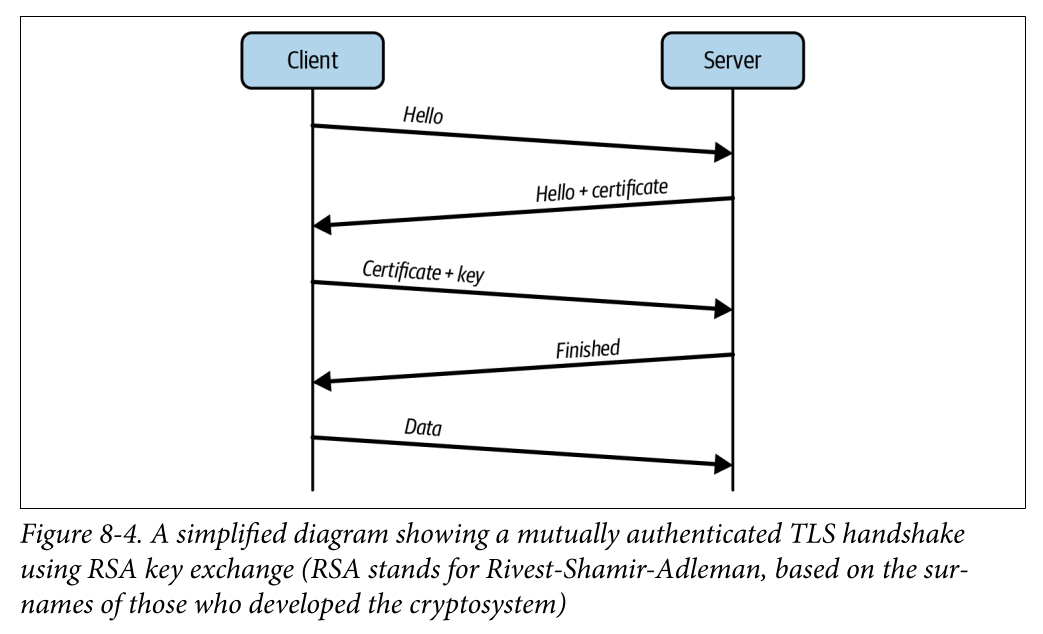 Client
Server
Hello
Hello + certificate
Certificate + key
Finished
Data
Figure 8-4. A simplified diagram showing a mutually authenticated TLS handshake
using RSA key exchange (RSA stands for Rivest-Shamir-Adleman, based on the sur-
names of those who developed the cryptosystem)